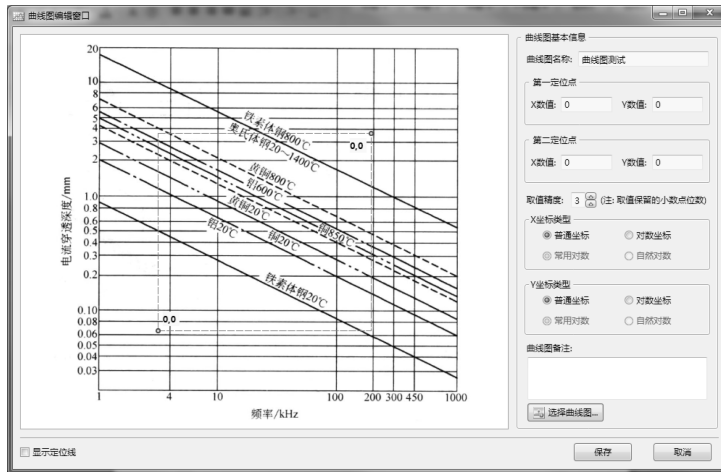 曲线图编辑窗口
20
10
8
6
5
4
3
2
1.0
0.8
0.6
0.5
0.4
0.3
0.2
0.10
0.08
0.06
0.05
0.04
0.03
电流穿透深度/mm
铁素体钢800℃
奥氏体钢20~1400℃
0,0
黄铜800℃
铝600℃
黄铜20℃
铜850℃
铝20℃
铜20℃
铁素体钢20℃
0,0
1 4 10 100 200 300 450 1000
频率/kHz
曲线图基本信息
曲线图名称: 曲线图测试
第一定位点
X数值: 0 Y数值: 0
第二定位点
X数值: 0 Y数值: 0
取值精度: 3 (注: 取值保留的小数点位数)
X坐标类型
普通坐标 对数坐标
常用对数 自然对数
Y坐标类型
普通坐标 对数坐标
常用对数 自然对数
曲线图备注:
选择曲线图...
显示定位线
保存 取消